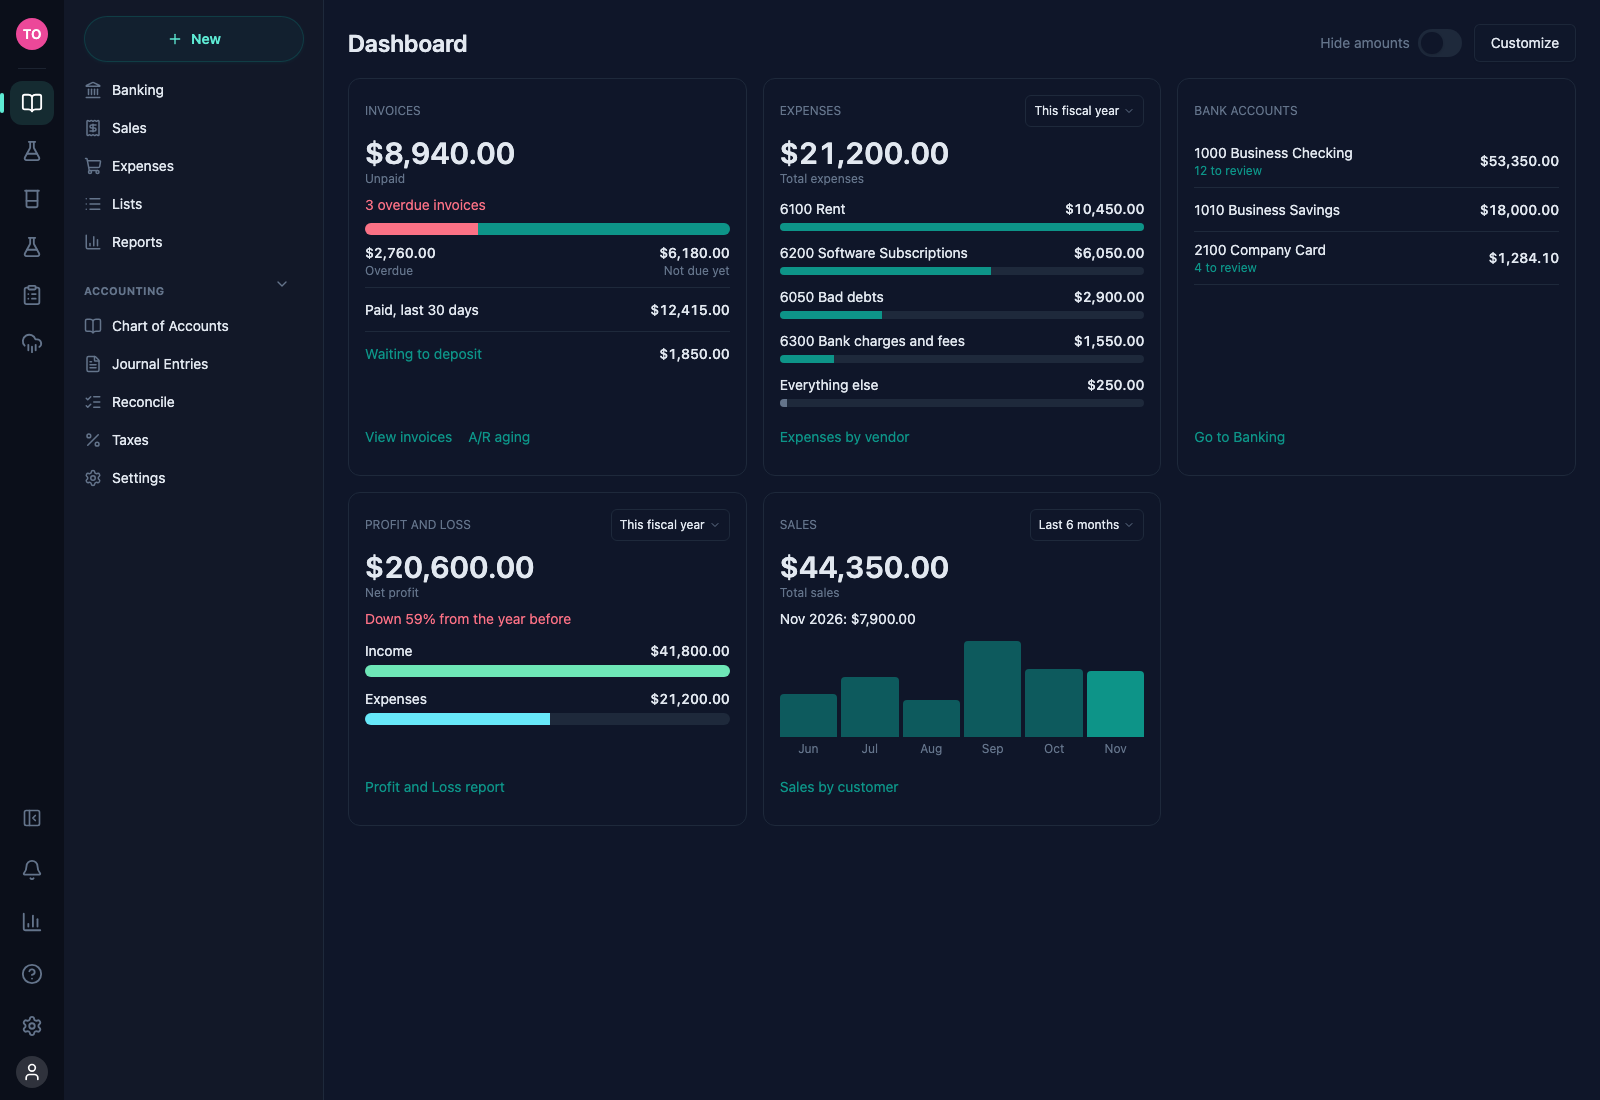 TO
New
Banking
Sales
Expenses
Lists
Reports
ACCOUNTING
Chart of Accounts
Journal Entries
Reconcile
Taxes
Settings
Dashboard
Hide amounts
Customize
INVOICES
$8,940.00
Unpaid
3 overdue invoices
$2,760.00 $6,180.00
Overdue Not due yet
Paid, last 30 days $12,415.00
Waiting to deposit $1,850.00
View invoices A/R aging
EXPENSES This fiscal year
$21,200.00
Total expenses
6100 Rent $10,450.00
6200 Software Subscriptions $6,050.00
6050 Bad debts $2,900.00
6300 Bank charges and fees $1,550.00
Everything else $250.00
Expenses by vendor
BANK ACCOUNTS
1000 Business Checking $53,350.00
12 to review
1010 Business Savings $18,000.00
2100 Company Card $1,284.10
4 to review
Go to Banking
PROFIT AND LOSS This fiscal year
$20,600.00
Net profit
Down 59% from the year before
Income $41,800.00
Expenses $21,200.00
Profit and Loss report
SALES Last 6 months
$44,350.00
Total sales
Nov 2026: $7,900.00
Jun Jul Aug Sep Oct Nov
Sales by customer